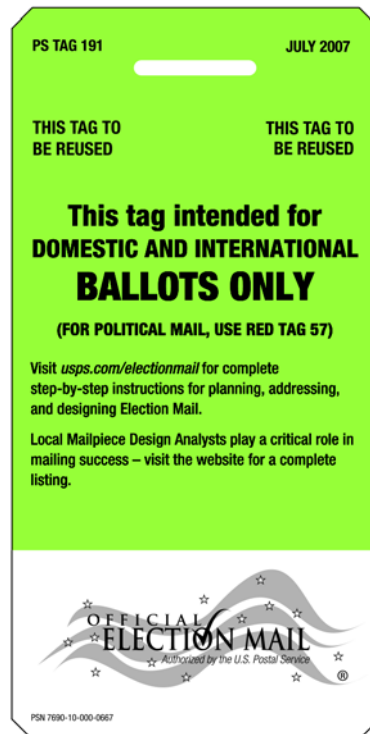 PS TAG 191 JULY 2007
THIS TAG TO THIS TAG TO
BE REUSED BE REUSED
This tag intended for
DOMESTIC AND INTERNATIONAL
BALLOTS ONLY
(FOR POLITICAL MAIL, USE RED TAG 57)
Visit usps.com/electionmail for complete
step-by-step instructions for planning, addressing,
and designing Election Mail.
Local Mailpiece Design Analysts play a critical role in
mailing success – visit the website for a complete
listing.
OFFICIAL
ELECTION MAIL
Authorized by the U.S. Postal Service
®
PSN 7690-10-000-0667